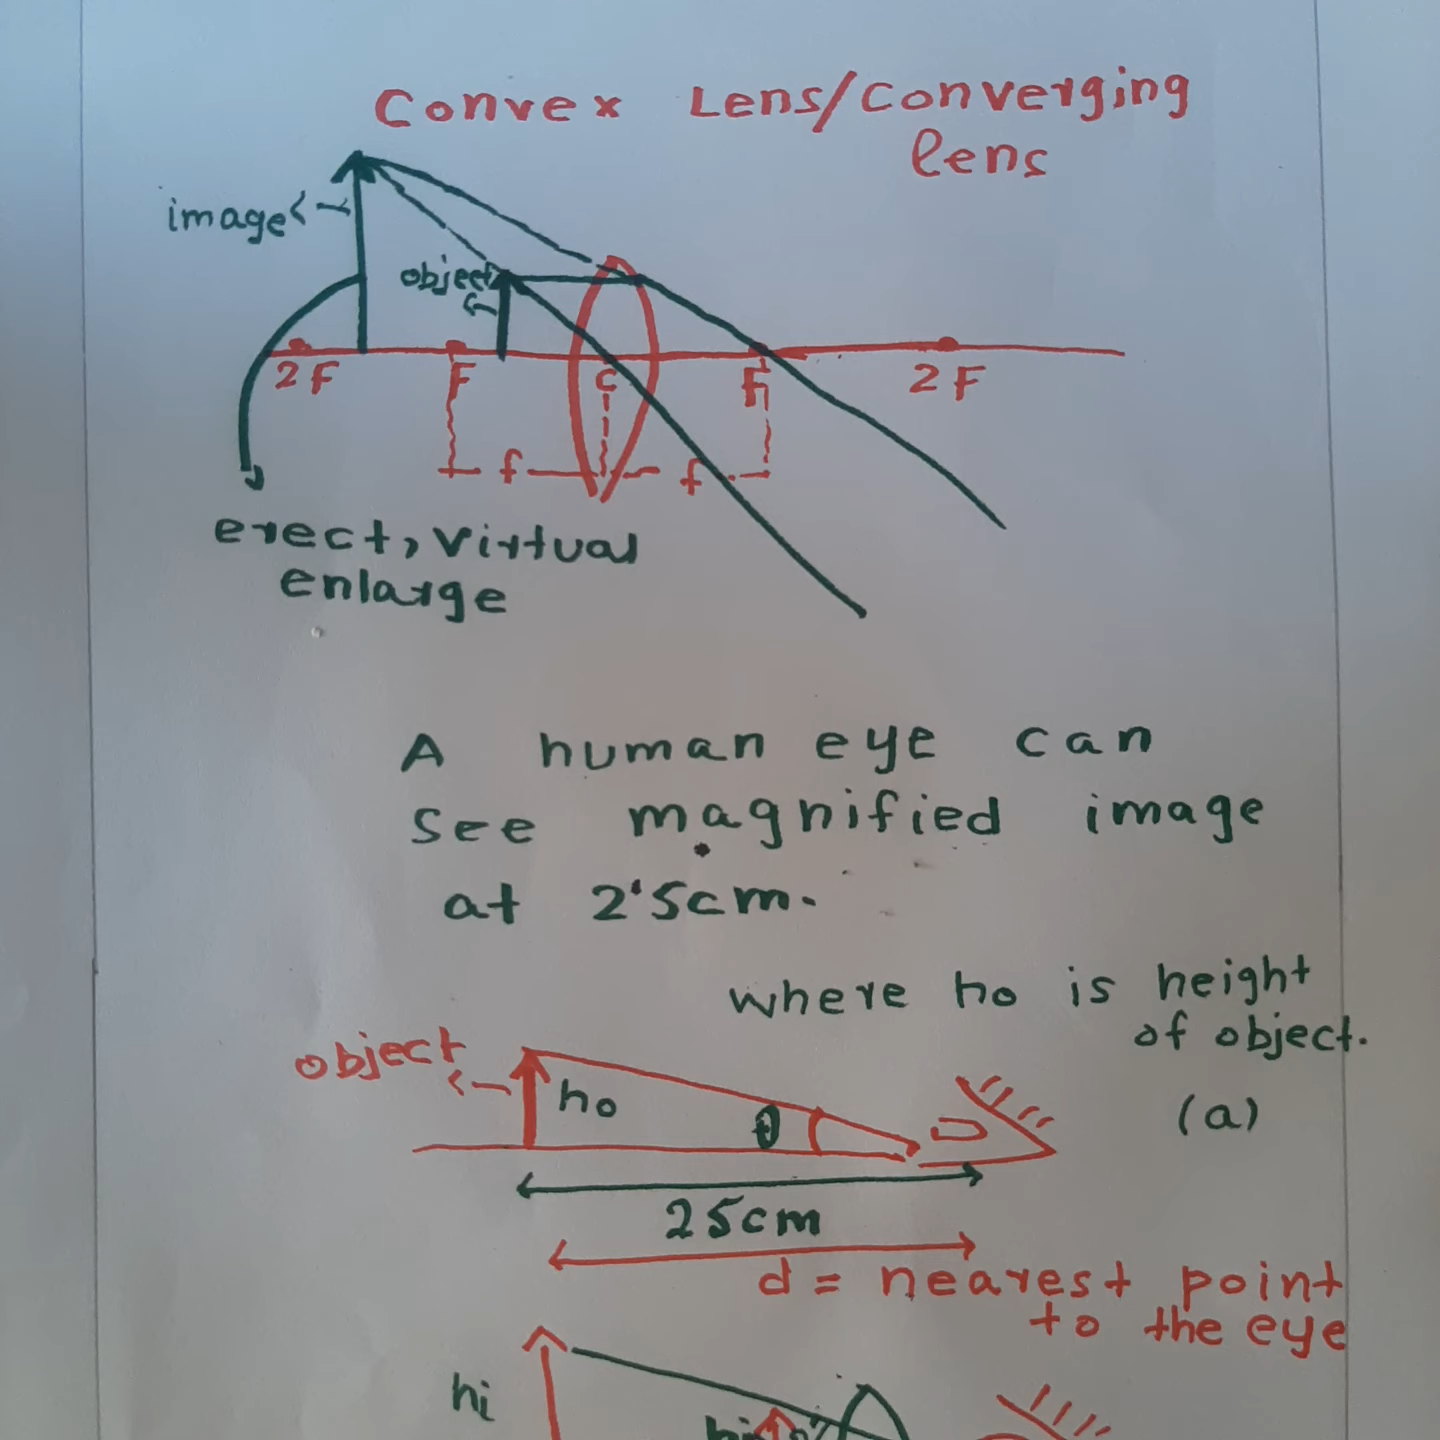 Convex Lens/Converging
lens
image
object
2F F C F 2F
f f
erect, virtual
enlarge
A human eye can
see magnified image
at 2.5cm.
where ho is height
of object.
object
ho θ
(a)
25cm
d = nearest point
to the eye
hi